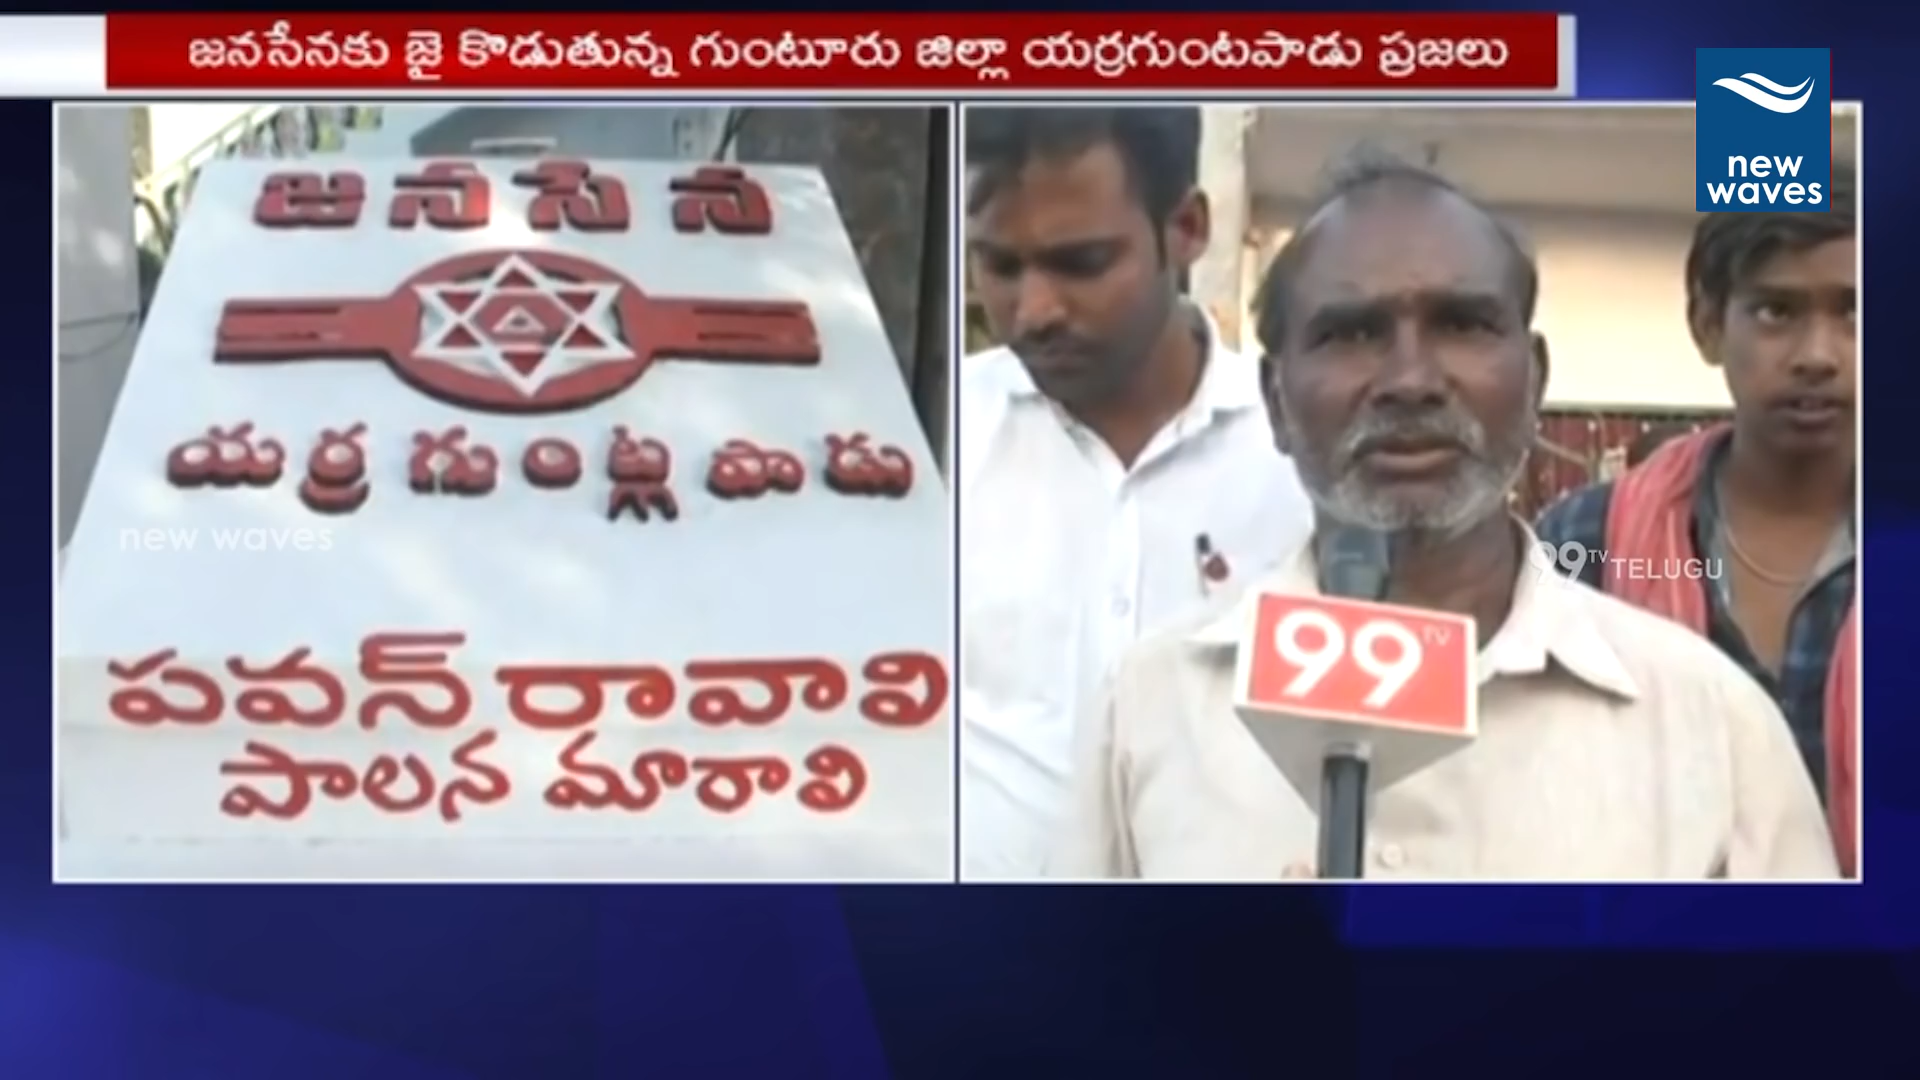 జనసేనకు జై కొడుతున్న గుంటూరు జిల్లా యర్రగుంటపాడు ప్రజలు
new
waves
జనసేన
యర్రగుంట్లపాడు
new waves
పవన్ రావాలి
పాలన మారాలి
99 TV TELUGU
99 TV